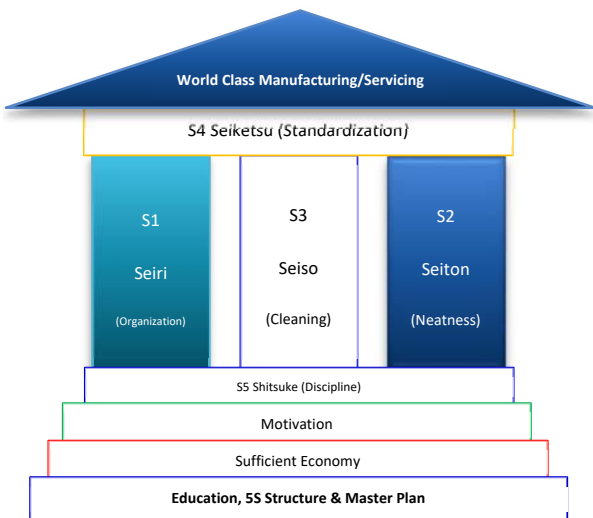 World Class Manufacturing/Servicing
S4 Seiketsu (Standardization)
S1
Seiri
(Organization)
S3
Seiso
(Cleaning)
S2
Seiton
(Neatness)
S5 Shitsuke (Discipline)
Motivation
Sufficient Economy
Education, 5S Structure & Master Plan